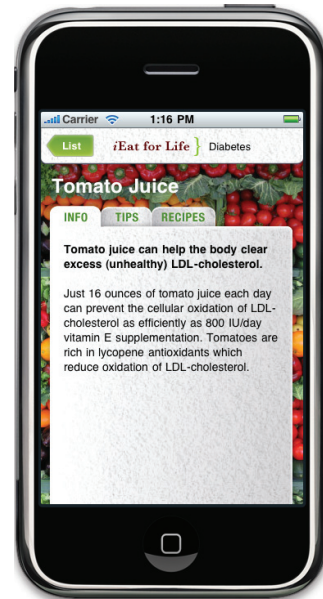 Carrier 1:16 PM
List iEat for Life } Diabetes
Tomato Juice
INFO TIPS RECIPES
Tomato juice can help the body clear
excess (unhealthy) LDL-cholesterol.
Just 16 ounces of tomato juice each day
can prevent the cellular oxidation of LDL-
cholesterol as efficiently as 800 IU/day
vitamin E supplementation. Tomatoes are
rich in lycopene antioxidants which
reduce oxidation of LDL-cholesterol.